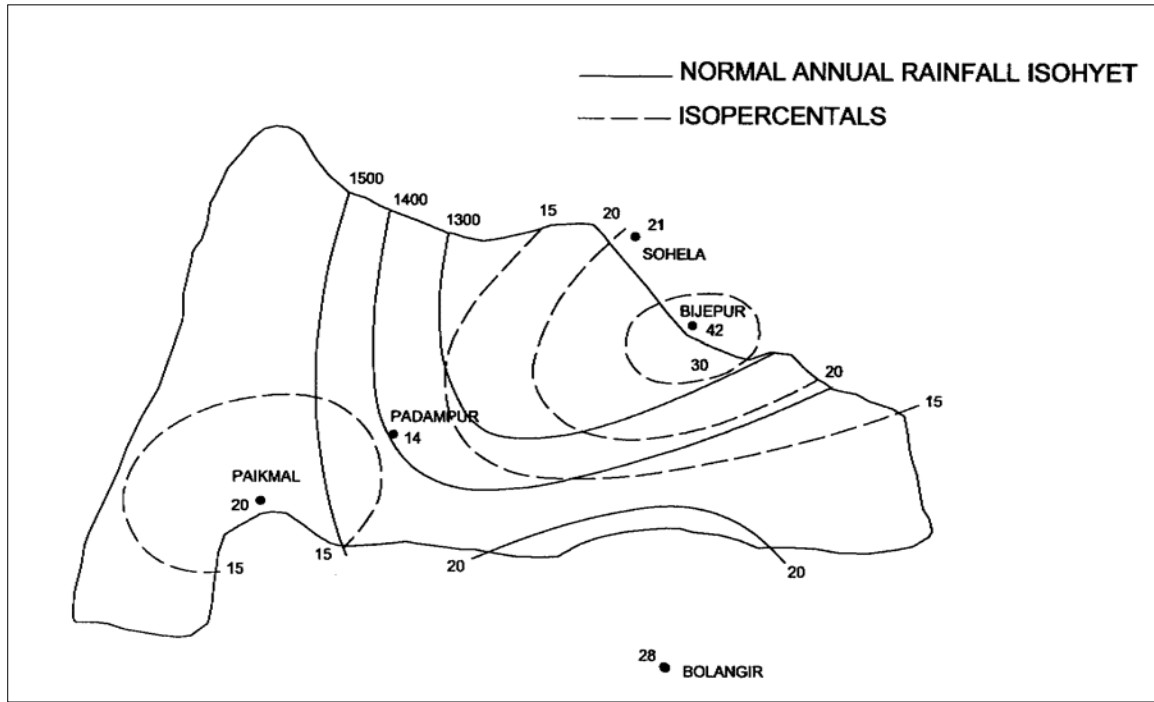 NORMAL ANNUAL RAINFALL ISOHYET
ISOPERCENTALS
1500
1400
1300
15
20
21
SOHELA
BIJEPUR
42
30
20
15
PADAMPUR
14
PAIKMAL
20
15
15
20
20
28
BOLANGIR